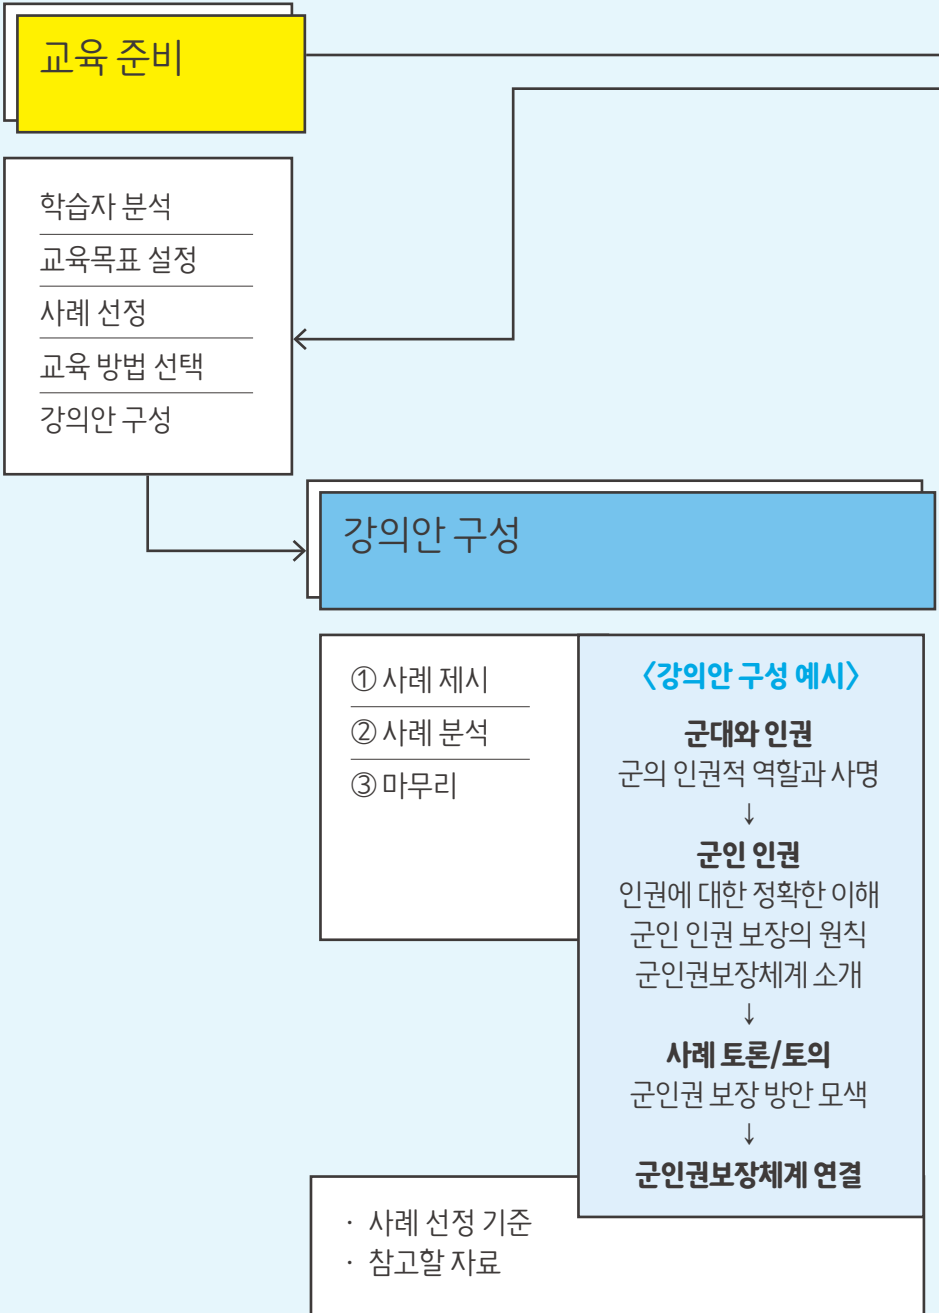 교육 준비
학습자 분석
교육목표 설정
사례 선정
교육 방법 선택
강의안 구성
강의안 구성
① 사례 제시
② 사례 분석
③ 마무리
〈강의안 구성 예시〉
군대와 인권
군의 인권적 역할과 사명
↓
군인 인권
인권에 대한 정확한 이해
군인 인권 보장의 원칙
군인권보장체계 소개
↓
사례 토론/토의
군인권 보장 방안 모색
↓
군인권보장체계 연결
· 사례 선정 기준
· 참고할 자료